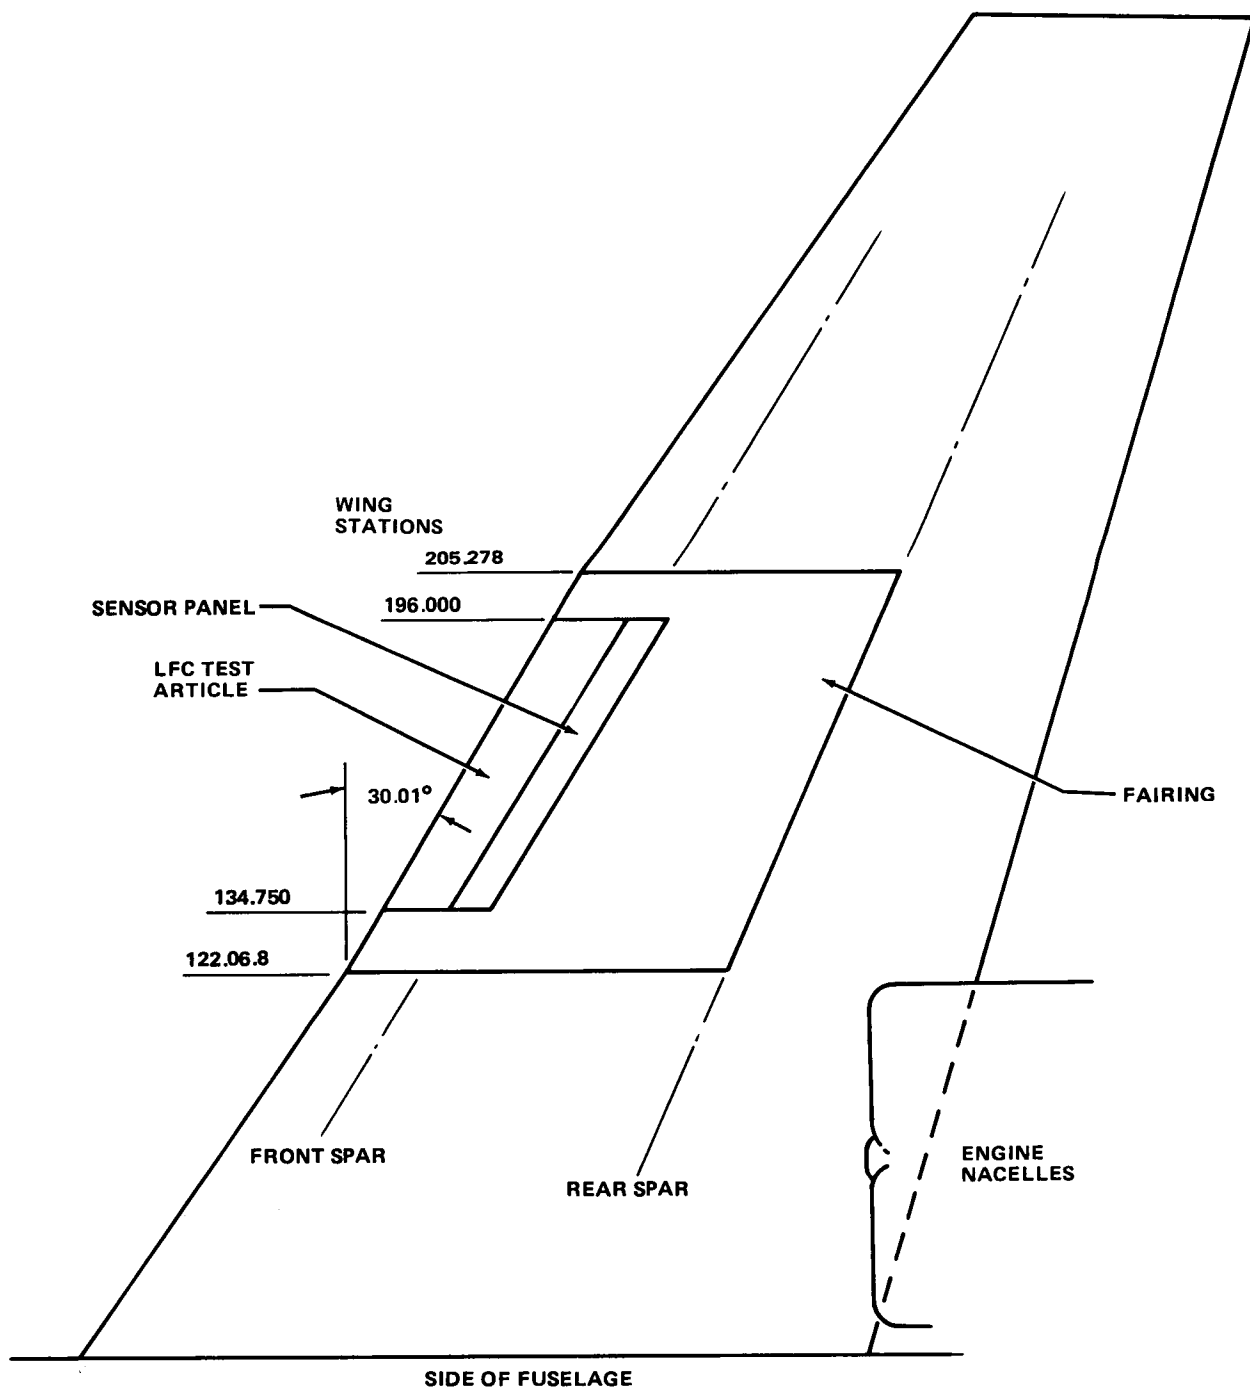 WING
STATIONS
205.278
196.000
SENSOR PANEL
LFC TEST
ARTICLE
30.01°
FAIRING
134.750
122.06.8
FRONT SPAR
REAR SPAR
ENGINE
NACELLES
SIDE OF FUSELAGE